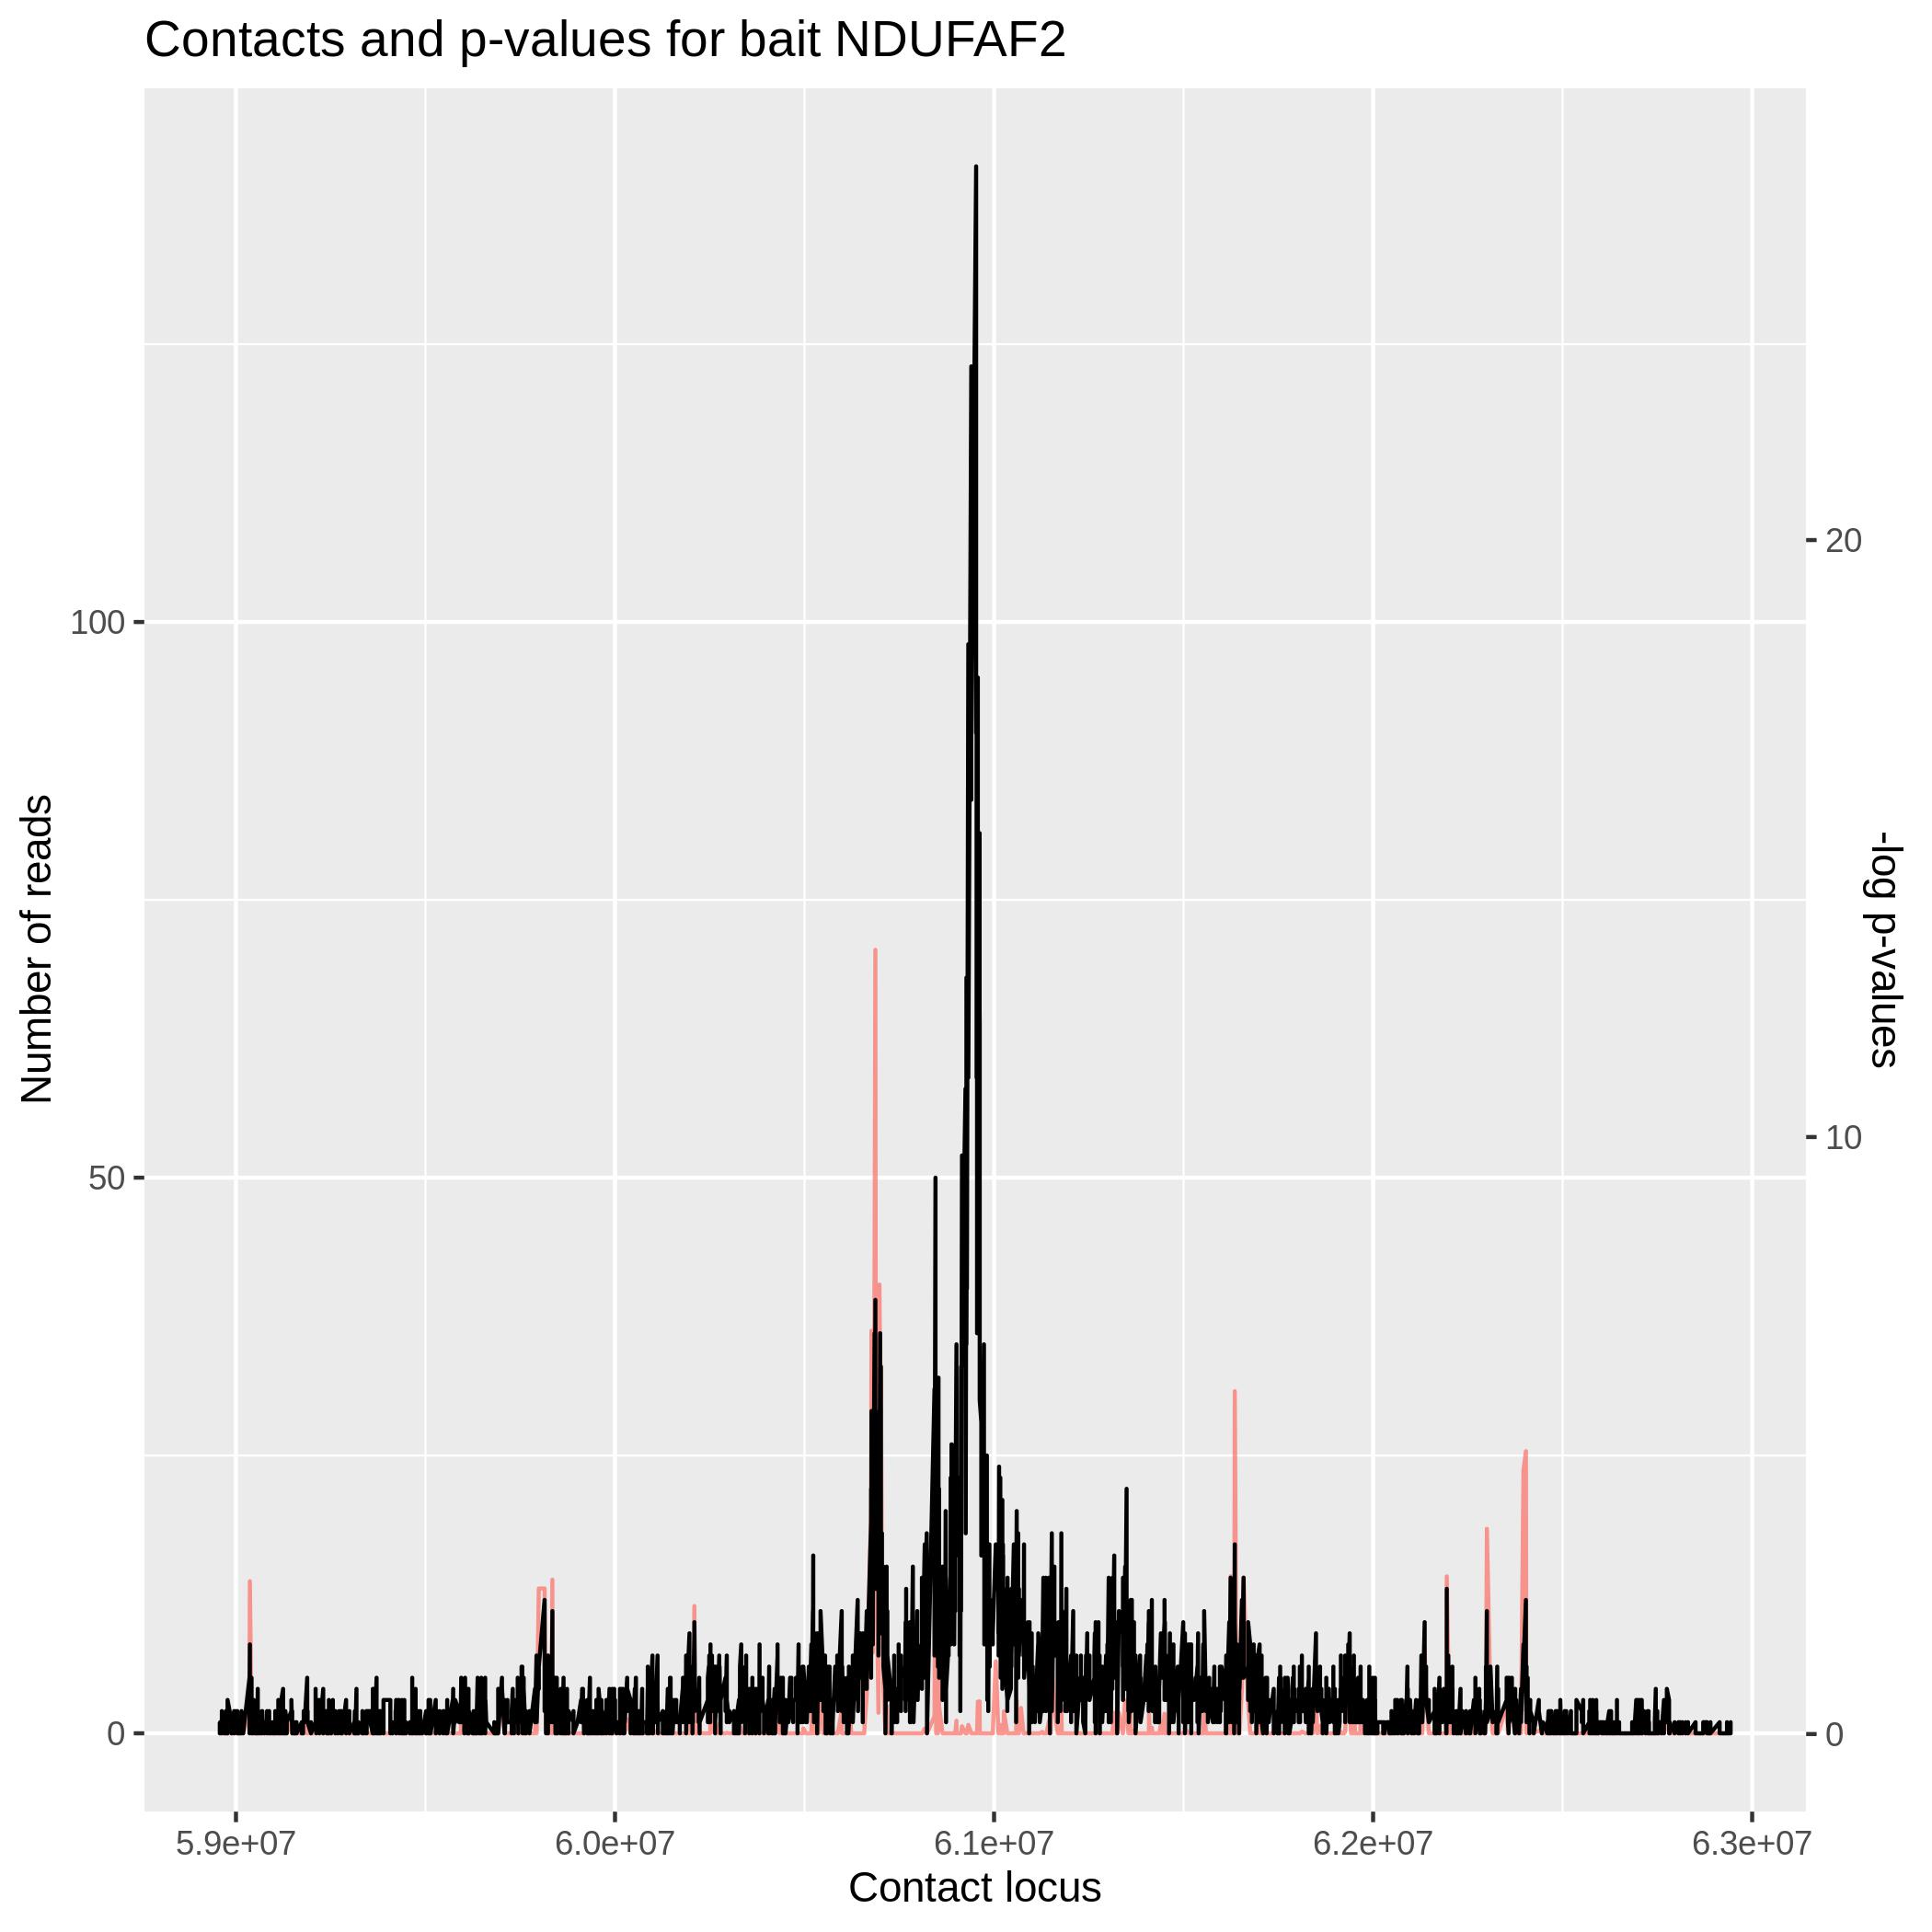 Contacts and p-values for bait NDUFAF2
Number of reads
100
50
0
20
10
0
-log p-values
5.9e+07 6.0e+07 6.1e+07 6.2e+07 6.3e+07
Contact locus